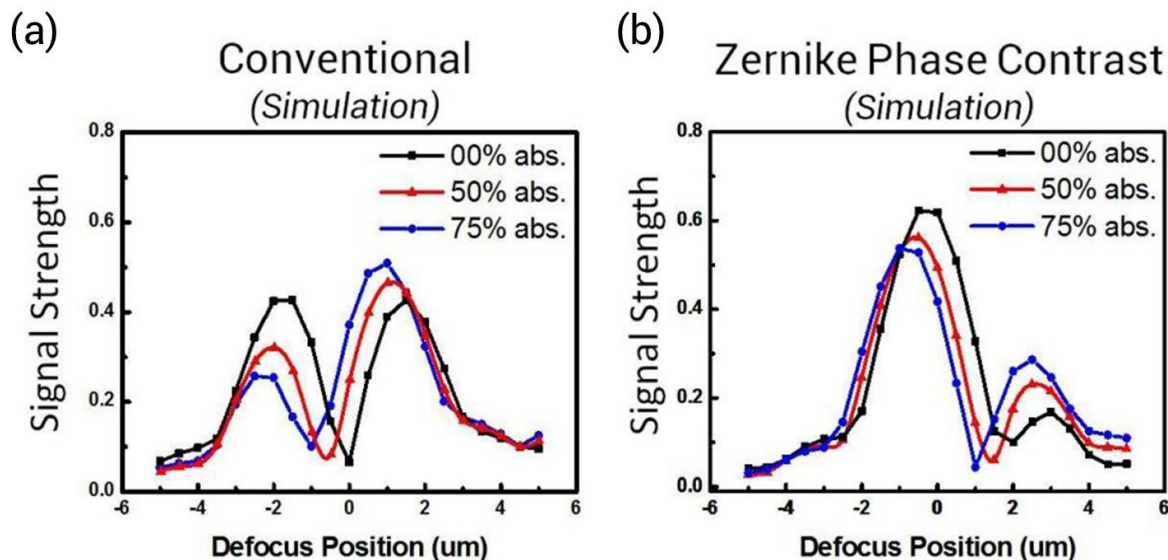 (a)
Conventional
(Simulation)
Signal Strength
0.8
0.6
0.4
0.2
0.0
00% abs.
50% abs.
75% abs.
-6 -4 -2 0 2 4 6
Defocus Position (um)
(b)
Zernike Phase Contrast
(Simulation)
Signal Strength
0.8
0.6
0.4
0.2
0.0
00% abs.
50% abs.
75% abs.
-6 -4 -2 0 2 4 6
Defocus Position (um)